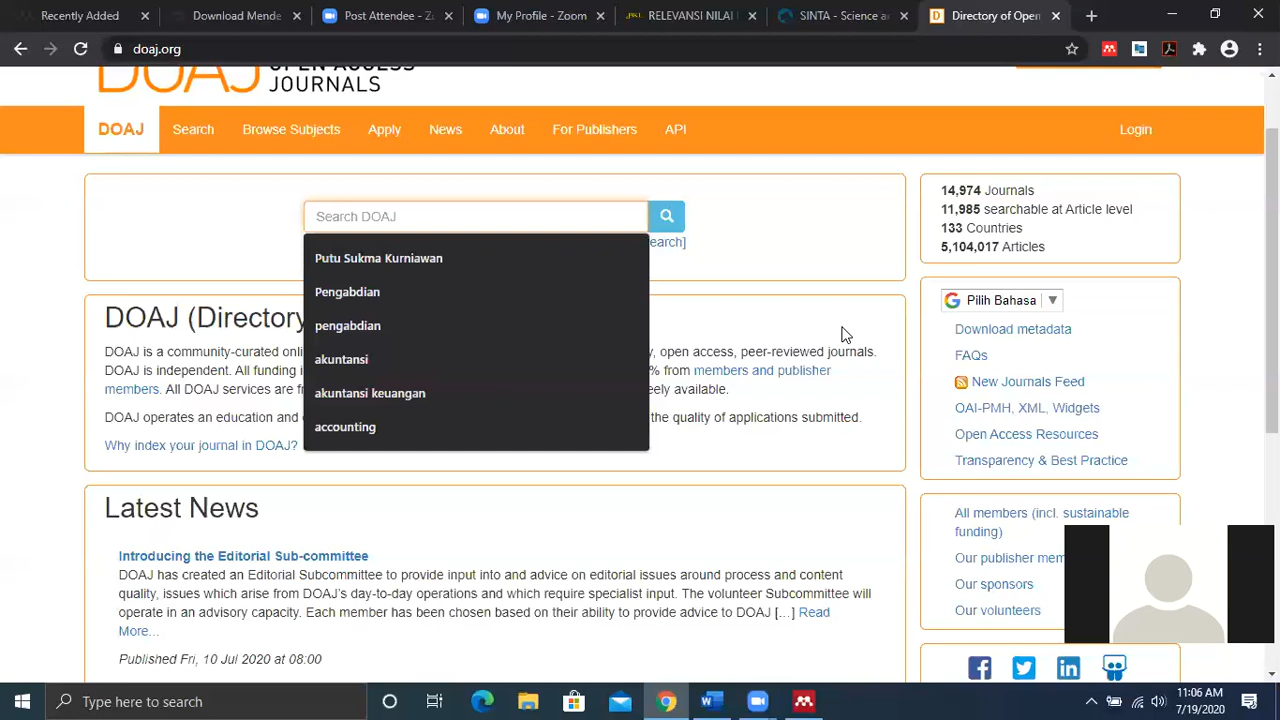 Recently Added
Download Mende
Post Attendee - Z
My Profile - Zoom
RELEVANSI NILAI
SINTA - Science a
Directory of Open
doaj.org
DOAJ OPEN ACCESS
JOURNALS
DOAJ Search Browse Subjects Apply News About For Publishers API Login
Search DOAJ
earch]
Putu Sukma Kurniawan
Pengabdian
pengabdian
akuntansi
akuntansi keuangan
accounting
DOAJ (Directory
DOAJ is a community-curated onli , open access, peer-reviewed journals.
DOAJ is independent. All funding i % from members and publisher
members. All DOAJ services are fr eely available.
DOAJ operates an education and the quality of applications submitted.
Why index your journal in DOAJ?
Latest News
Introducing the Editorial Sub-committee
DOAJ has created an Editorial Subcommittee to provide input into and advice on editorial issues around process and content
quality, issues which arise from DOAJ's day-to-day operations and which require specialist input. The volunteer Subcommittee will
operate in an advisory capacity. Each member has been chosen based on their ability to provide advice to DOAJ […] Read
More...
Published Fri, 10 Jul 2020 at 08:00
14,974 Journals
11,985 searchable at Article level
133 Countries
5,104,017 Articles
Pilih Bahasa
Download metadata
FAQs
New Journals Feed
OAI-PMH, XML, Widgets
Open Access Resources
Transparency & Best Practice
All members (incl. sustainable
funding)
Our publisher mem
Our sponsors
Our volunteers
Type here to search
11:06 AM
7/19/2020